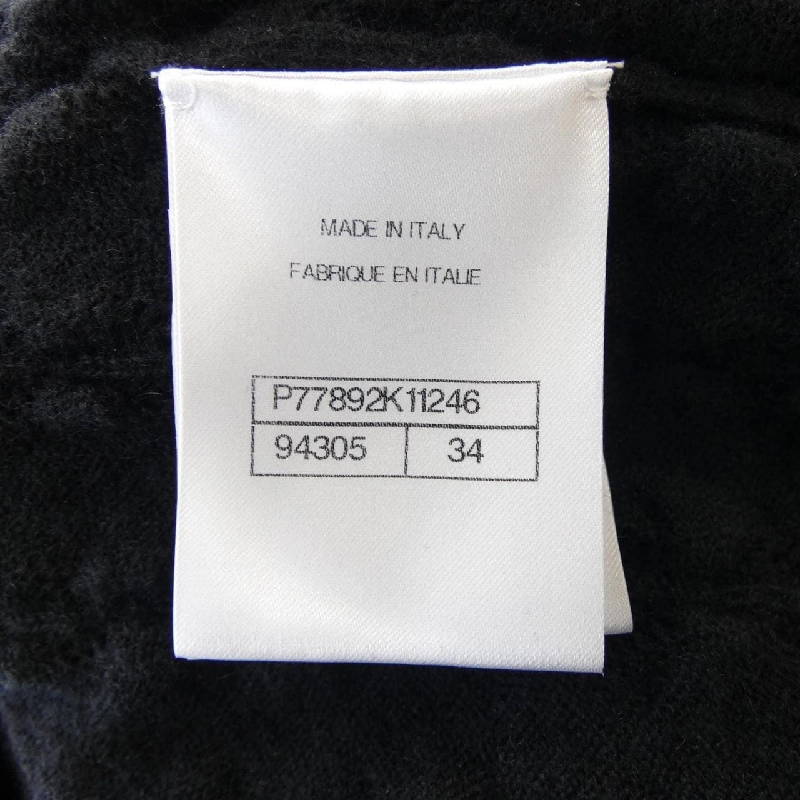 MADE IN ITALY
FABRIQUE EN ITALIE
P77892K11246
94305 34